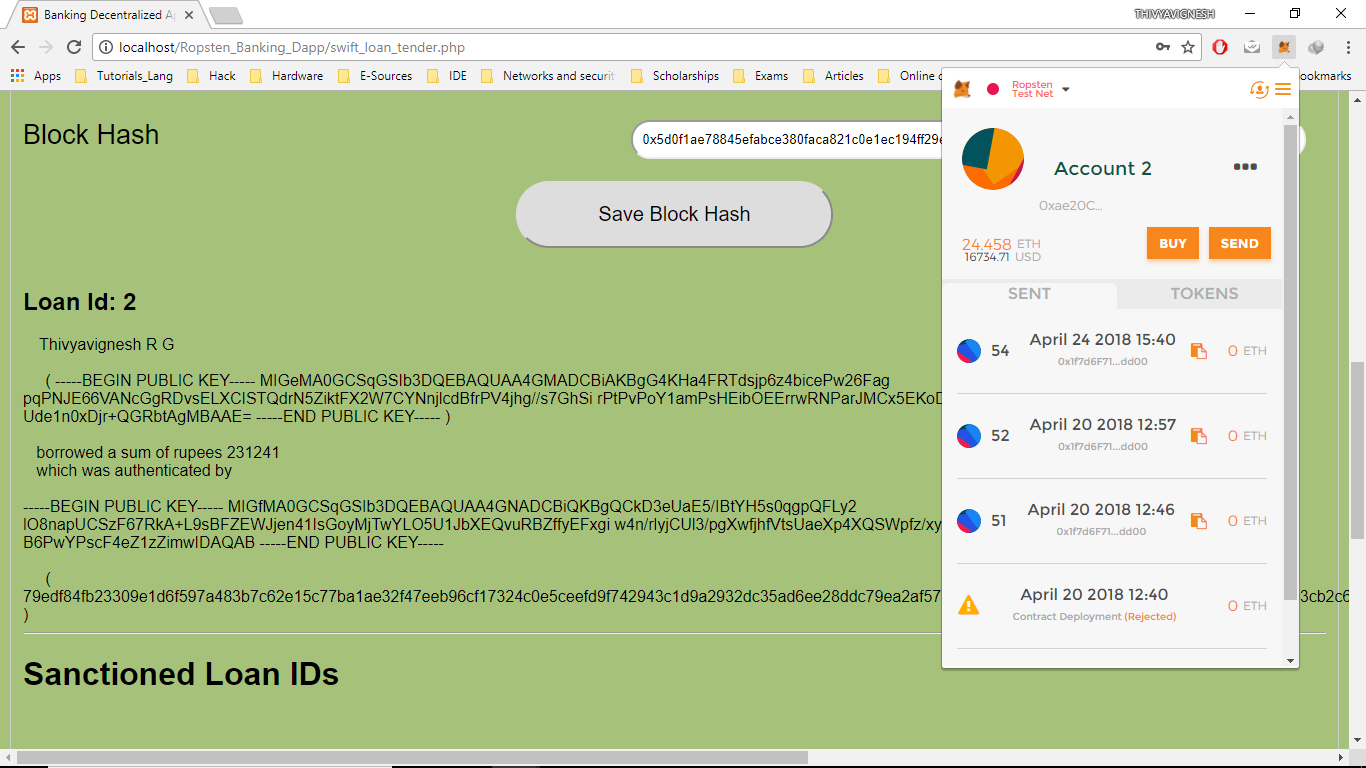 Banking Decentralized Ap
THIVYAVIGNESH
localhost/Ropsten_Banking_Dapp/swift_loan_tender.php
Apps Tutorials_Lang Hack Hardware E-Sources IDE Networks and securit Scholarships Exams Articles Online ookmarks
Block Hash
0x5d0f1ae78845efabce380faca821c0e1ec194ff29e
Save Block Hash
Loan Id: 2
Thivyavignesh R G
( -----BEGIN PUBLIC KEY----- MIGeMA0GCSqGSIb3DQEBAQUAA4GMADCBiAKBgG4KHa4FRTdsjp6z4bicePw26Fag
pqPNJE66VANcGgRDvsELXCISTQdrN5ZiktFX2W7CYNnjlcdBfrPV4jhg//s7GhSi rPtPvPoY1amPsHEibOEErrwRNParJMCx5EKoD
Ude1n0xDjr+QGRbtAgMBAAE= -----END PUBLIC KEY----- )
borrowed a sum of rupees 231241
which was authenticated by
-----BEGIN PUBLIC KEY----- MIGfMA0GCSqGSIb3DQEBAQUAA4GNADCBiQKBgQCkD3eUaE5/IBtYH5s0qgpQFLy2
lO8napUCSzF67RkA+L9sBFZEWJjen41IsGoyMjTwYLO5U1JbXEQvuRBZffyEFxgi w4n/rlyjCUl3/pgXwfjhfVtsUaeXp4XQSWpfz/xy
B6PwYPscF4eZ1zZimwIDAQAB -----END PUBLIC KEY-----
(
79edf84fb23309e1d6f597a483b7c62e15c77ba1ae32f47eeb96cf17324c0e5ceefd9f742943c1d9a2932dc35ad6ee28ddc79ea2af57 3cb2c6
)
Sanctioned Loan IDs
Ropsten
Test Net
Account 2
0xae20C...
24.458 ETH
16734.71 USD
BUY SEND
SENT TOKENS
54 April 24 2018 15:40 0 ETH
0x1f7d6F71...dd00
52 April 20 2018 12:57 0 ETH
0x1f7d6F71...dd00
51 April 20 2018 12:46 0 ETH
0x1f7d6F71...dd00
April 20 2018 12:40 0 ETH
Contract Deployment (Rejected)